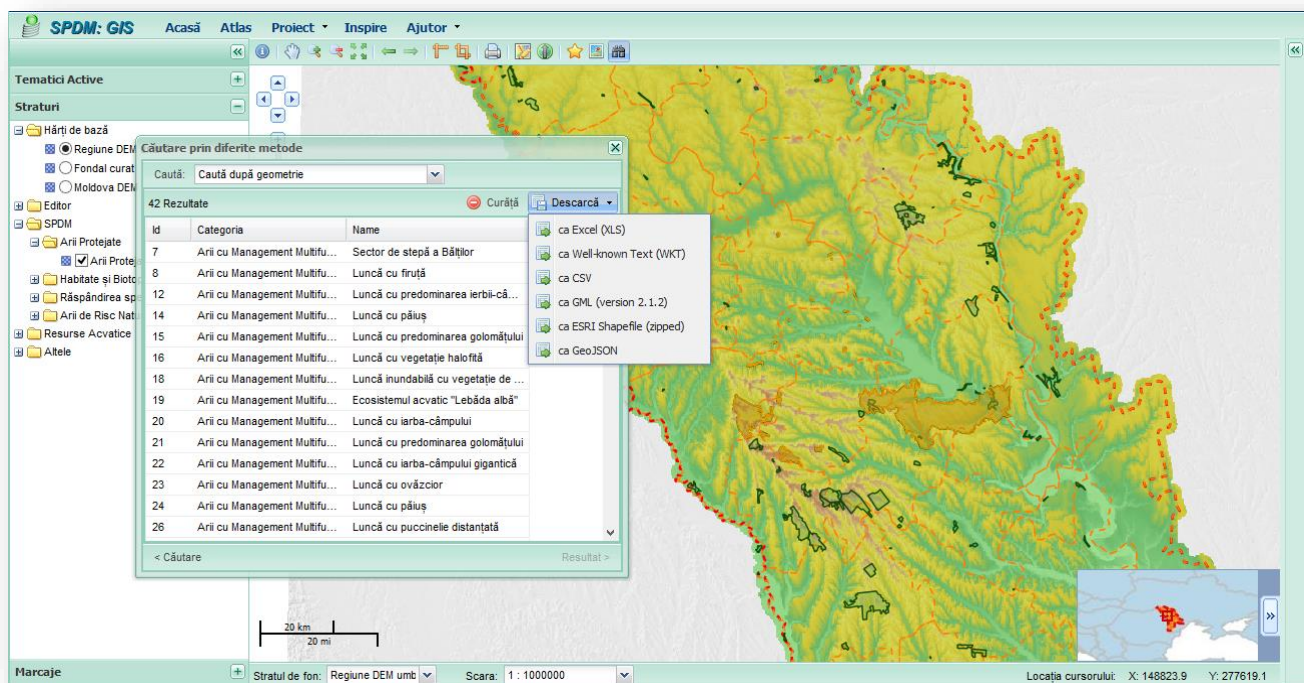 SPDM: GIS Acasă Atlas Proiect Inspire Ajutor
Tematici Active
Straturi
Hărți de bază
Regiune DEM
Fondal curat
Moldova DEM
Editor
SPDM
Arii Protejate
Arii Proteja
Habitate și Bioto
Răspândirea sp
Arii de Risc Natu
Resurse Acvatice
Altele
Marcaje
Căutare prin diferite metode
Caută: Caută după geometrie
42 Rezultate Curăță Descarcă
Id Categoria Name
7 Arii cu Management Multifu... Sector de stepă a Bălților
8 Arii cu Management Multifu... Luncă cu firuță
12 Arii cu Management Multifu... Luncă cu predominarea ierbii-câ...
14 Arii cu Management Multifu... Luncă cu păiuș
15 Arii cu Management Multifu... Luncă cu predominarea golomățului
16 Arii cu Management Multifu... Luncă cu vegetație halofită
18 Arii cu Management Multifu... Luncă inundabilă cu vegetație de ...
19 Arii cu Management Multifu... Ecosistemul acvatic "Lebăda albă"
20 Arii cu Management Multifu... Luncă cu iarba-câmpului
21 Arii cu Management Multifu... Luncă cu predominarea golomățului
22 Arii cu Management Multifu... Luncă cu iarba-câmpului gigantică
23 Arii cu Management Multifu... Luncă cu ovăzcior
24 Arii cu Management Multifu... Luncă cu păiuș
26 Arii cu Management Multifu... Luncă cu puccinelie distanțată
< Căutare Resultat >
ca Excel (XLS)
ca Well-known Text (WKT)
ca CSV
ca GML (version 2.1.2)
ca ESRI Shapefile (zipped)
ca GeoJSON
20 km
20 mi
Stratul de fon: Regiune DEM umb Scara: 1 : 1000000 Locația cursorului: X: 148823.9 Y: 277619.1